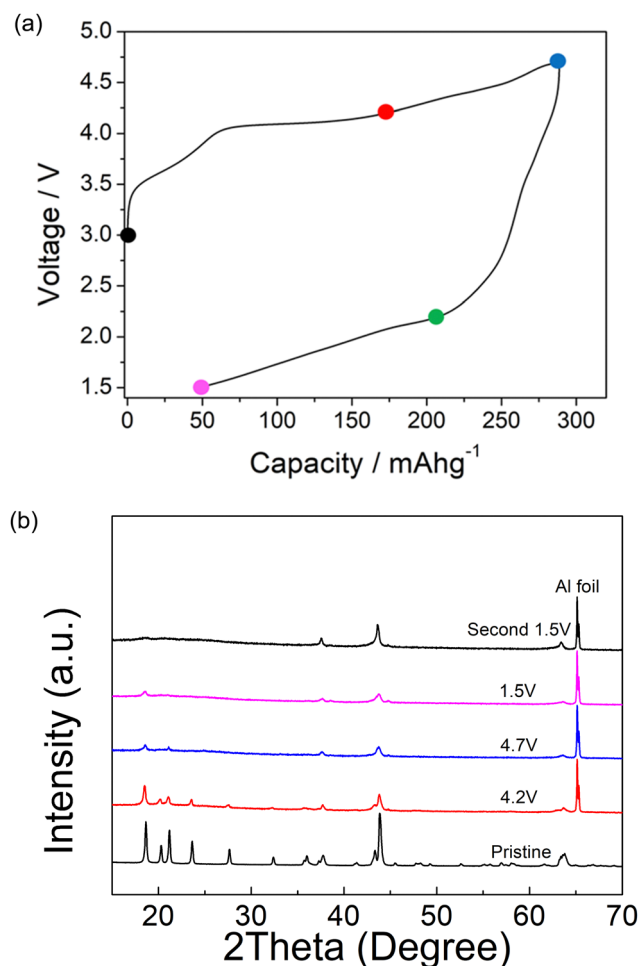 (a)
5.0
4.5
4.0
3.5
3.0
2.5
2.0
1.5
Voltage / V
0 50 100 150 200 250 300
Capacity / mAhg⁻¹
(b)
Al foil
Second 1.5V
1.5V
4.7V
4.2V
Pristine
Intensity (a.u.)
20 30 40 50 60 70
2Theta (Degree)